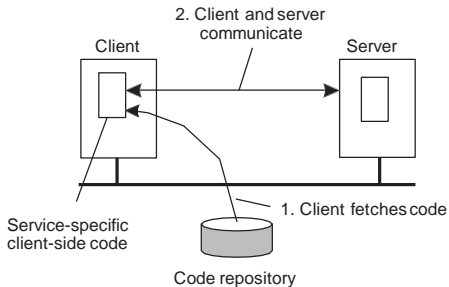 2. Client and server
communicate
Client
Server
1. Client fetches code
Service-specific
client-side code
Code repository